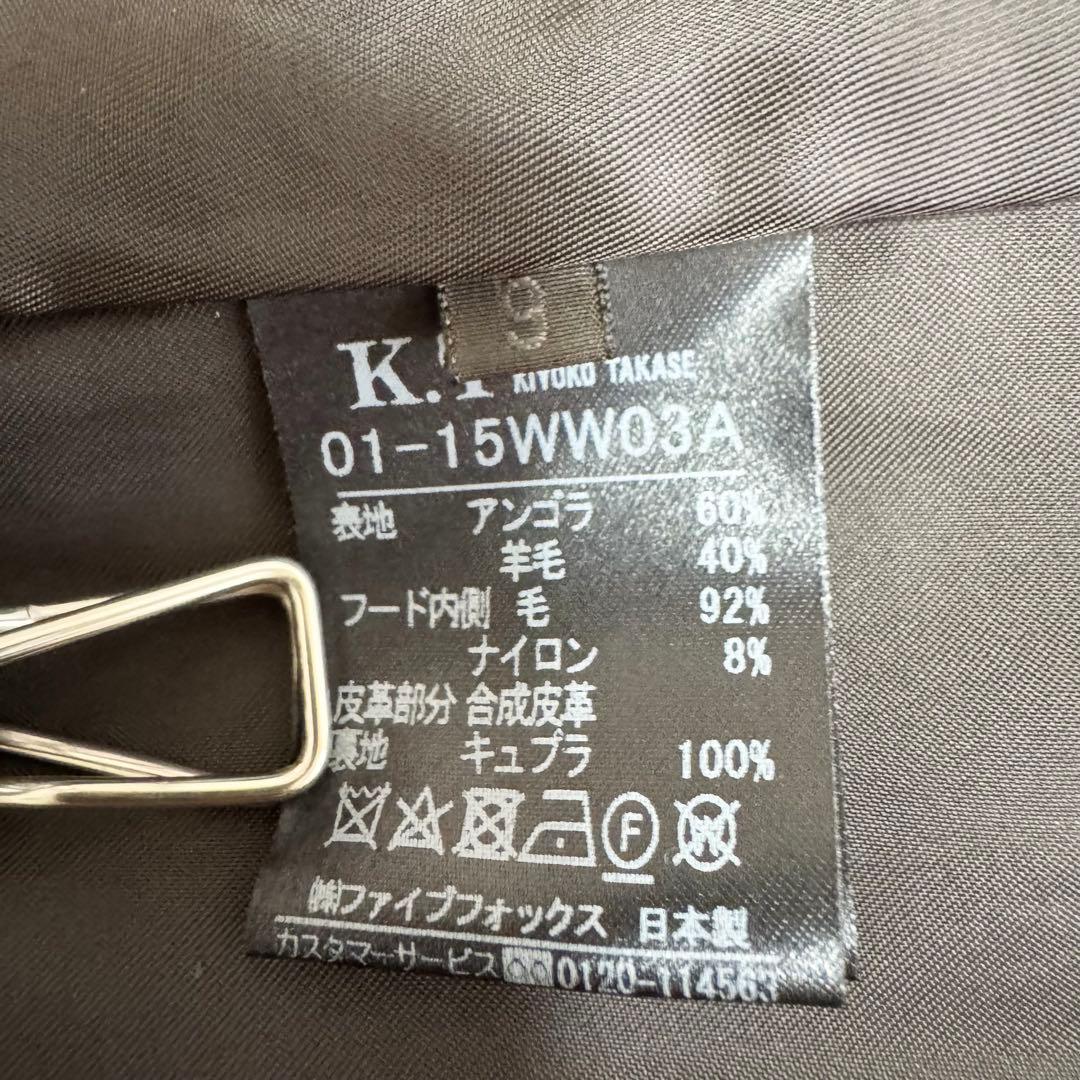 9
K.T KIYOKO TAKASE
01-15WW03A
表地 アンゴラ 60%
羊毛 40%
フード内側 毛 92%
ナイロン 8%
皮革部分 合成皮革
裏地 キュプラ 100%
F W
㈱ファイブフォックス 日本製
カスタマーサービス 0120-114563